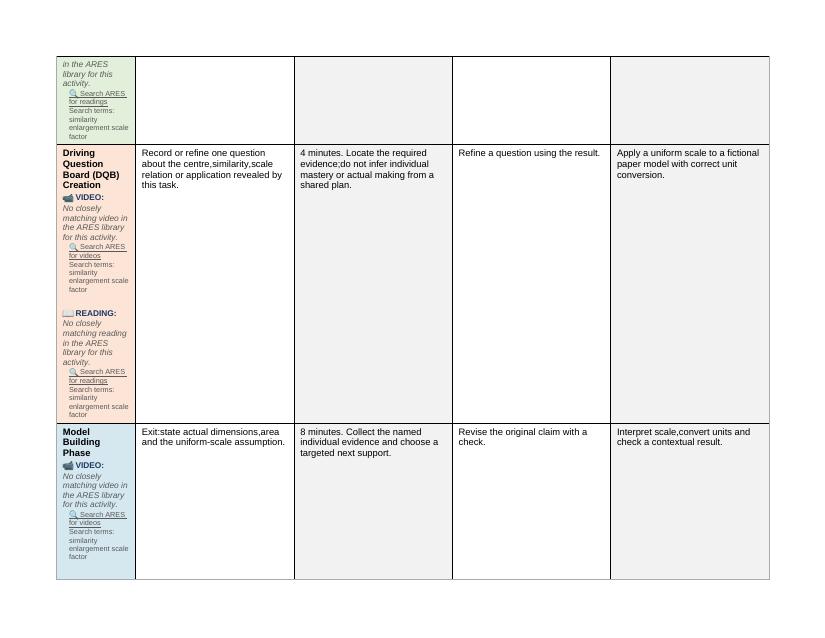 in the ARES
library for this
activity.
🔍 Search ARES
for readings
Search terms:
similarity
enlargement scale
factor
Driving
Question
Board (DQB)
Creation
📹 VIDEO:
No closely
matching video in
the ARES library
for this activity.
🔍 Search ARES
for videos
Search terms:
similarity
enlargement scale
factor
📖 READING:
No closely
matching reading
in the ARES
library for this
activity.
🔍 Search ARES
for readings
Search terms:
similarity
enlargement scale
factor
Record or refine one question
about the centre,similarity,scale
relation or application revealed by
this task.
4 minutes. Locate the required
evidence;do not infer individual
mastery or actual making from a
shared plan.
Refine a question using the result.
Apply a uniform scale to a fictional
paper model with correct unit
conversion.
Model
Building
Phase
📹 VIDEO:
No closely
matching video in
the ARES library
for this activity.
🔍 Search ARES
for videos
Search terms:
similarity
enlargement scale
factor
Exit:state actual dimensions,area
and the uniform-scale assumption.
8 minutes. Collect the named
individual evidence and choose a
targeted next support.
Revise the original claim with a
check.
Interpret scale,convert units and
check a contextual result.